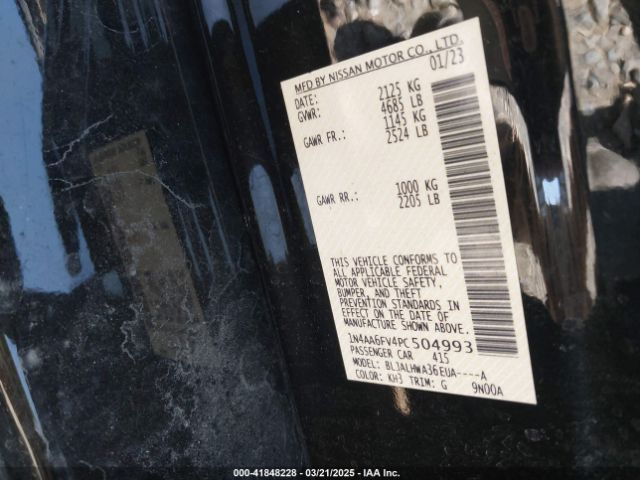 MFD BY NISSAN MOTOR CO., LTD.
DATE: 01/23
GVWR: 2125 KG
4685 LB
GAWR FR.: 1145 KG
2524 LB
GAWR RR.: 1000 KG
2205 LB
THIS VEHICLE CONFORMS TO
ALL APPLICABLE FEDERAL
MOTOR VEHICLE SAFETY,
BUMPER, AND THEFT
PREVENTION STANDARDS IN
EFFECT ON THE DATE OF
MANUFACTURE SHOWN ABOVE.
1N4AA6FV4PC504993
PASSENGER CAR 415
MODEL: BLJALHWA36EUA----A
COLOR: KH3 TRIM: G 9N00A
000-41848228 - 03/21/2025 - IAA Inc.